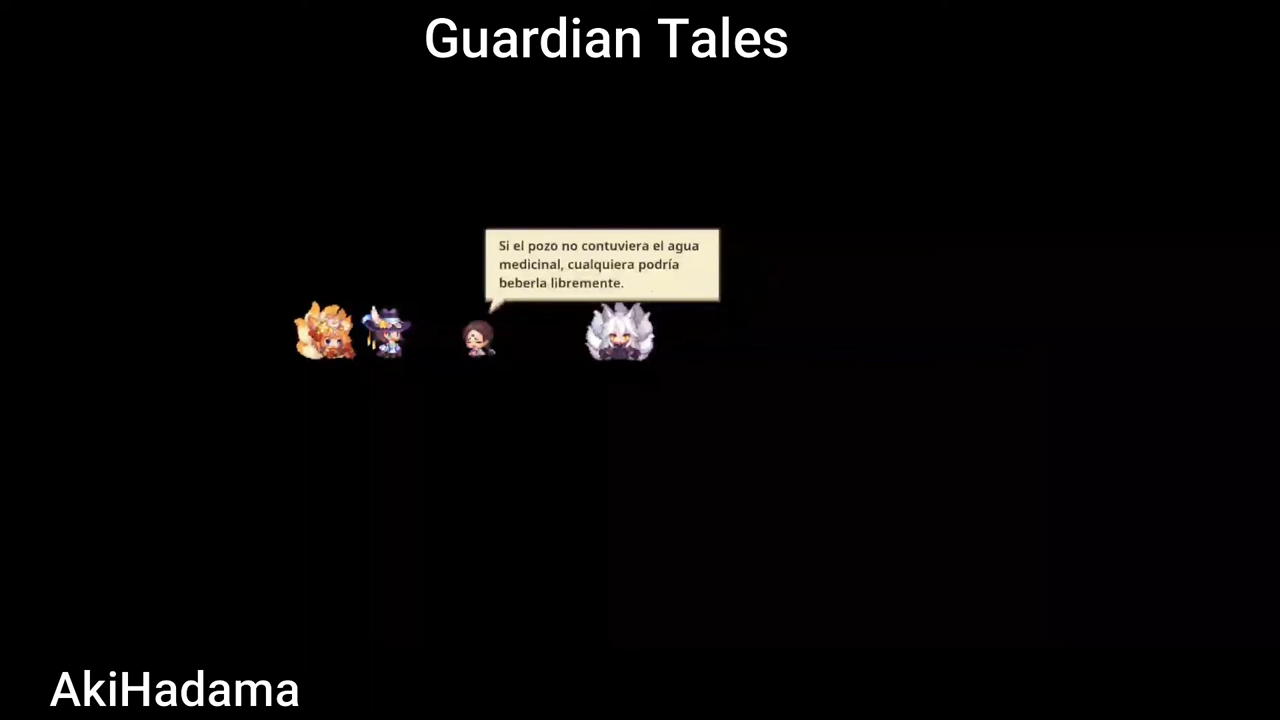 Guardian Tales
Si el pozo no contuviera el agua
medicinal, cualquiera podría
beberla libremente.
AkiHadama